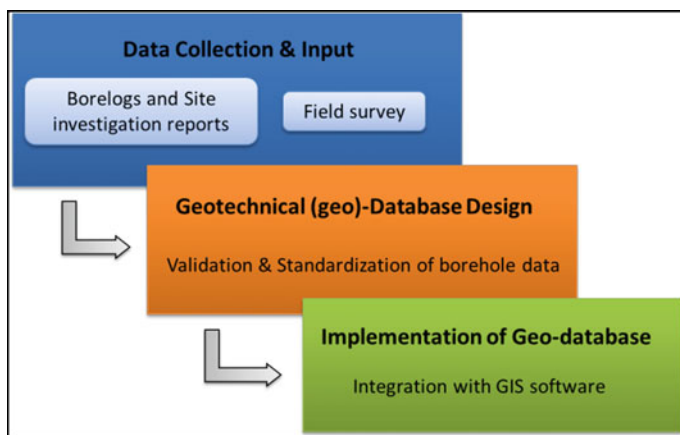 Data Collection & Input
Borelogs and Site
investigation reports
Field survey
Geotechnical (geo)-Database Design
Validation & Standardization of borehole data
Implementation of Geo-database
Integration with GIS software